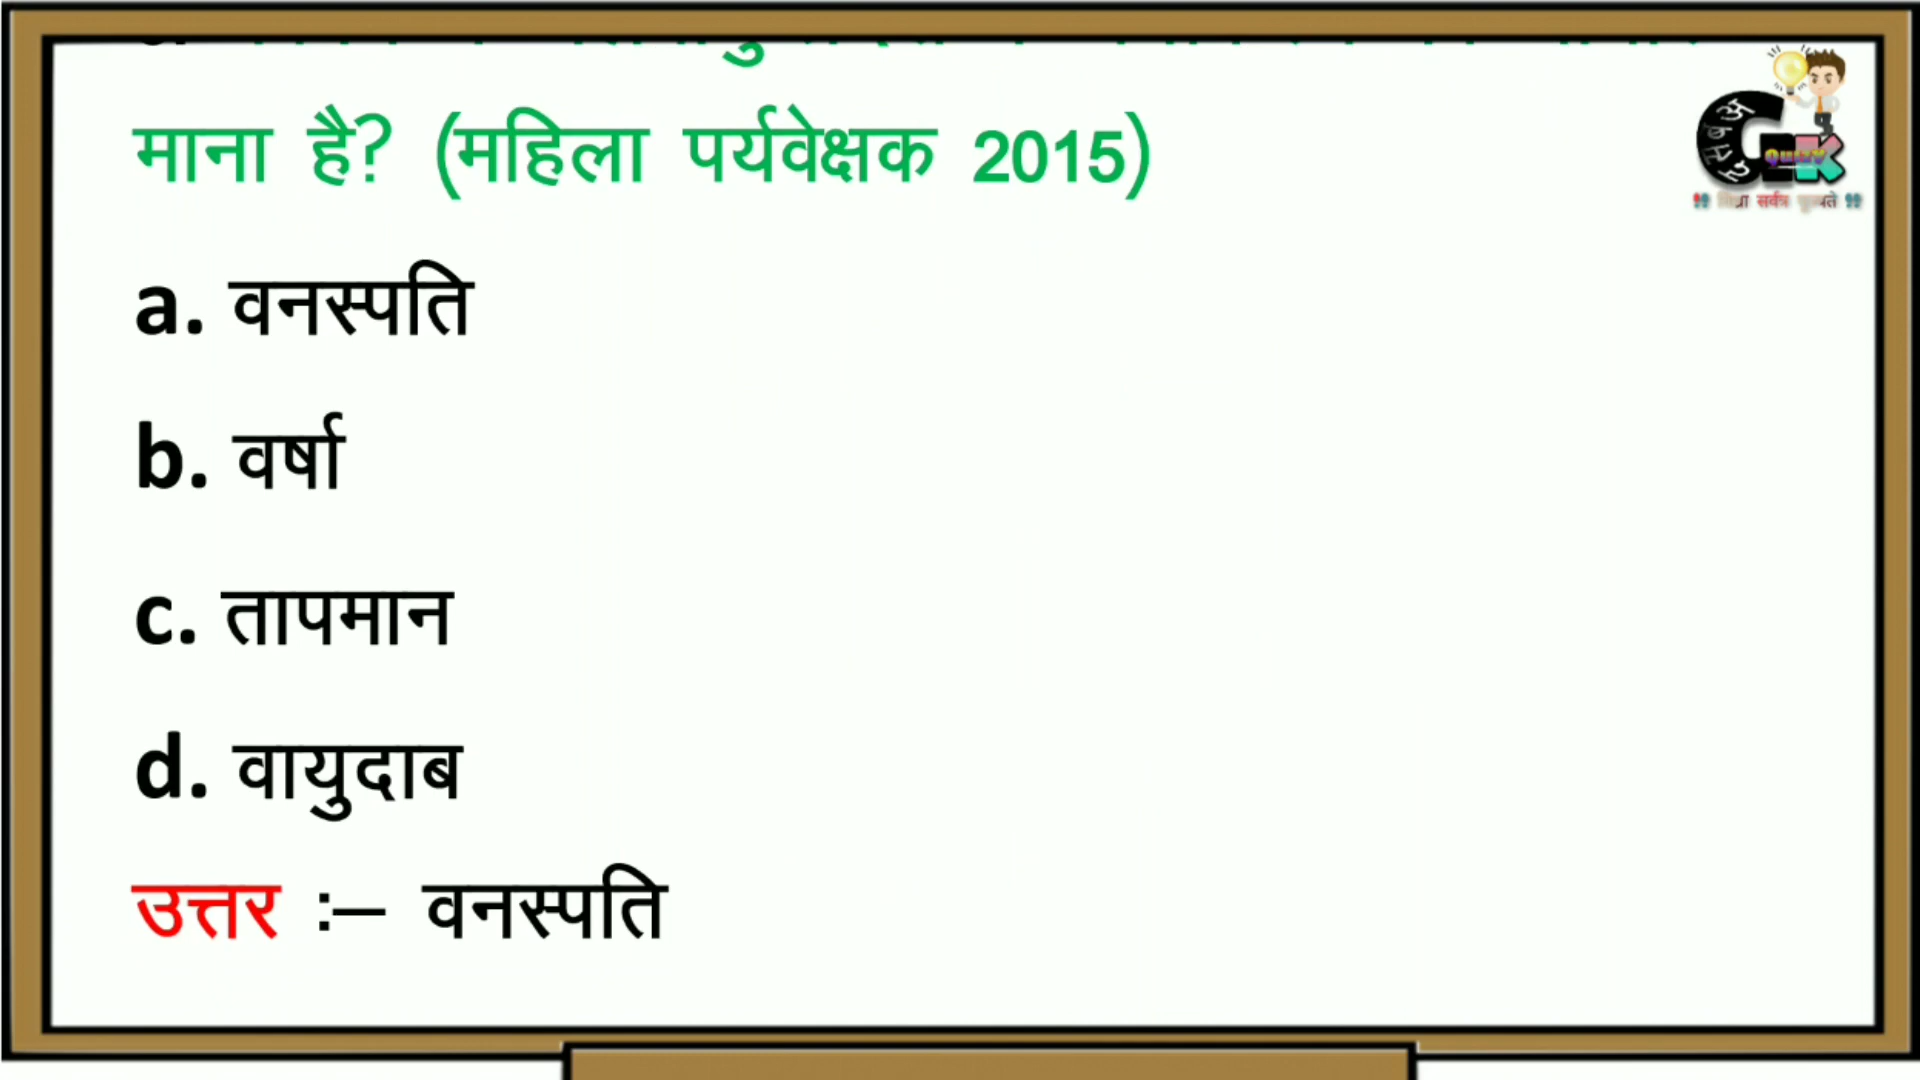 माना है? (महिला पर्यवेक्षक 2015)
a. वनस्पति
b. वर्षा
c. तापमान
d. वायुदाब
उत्तर :– वनस्पति